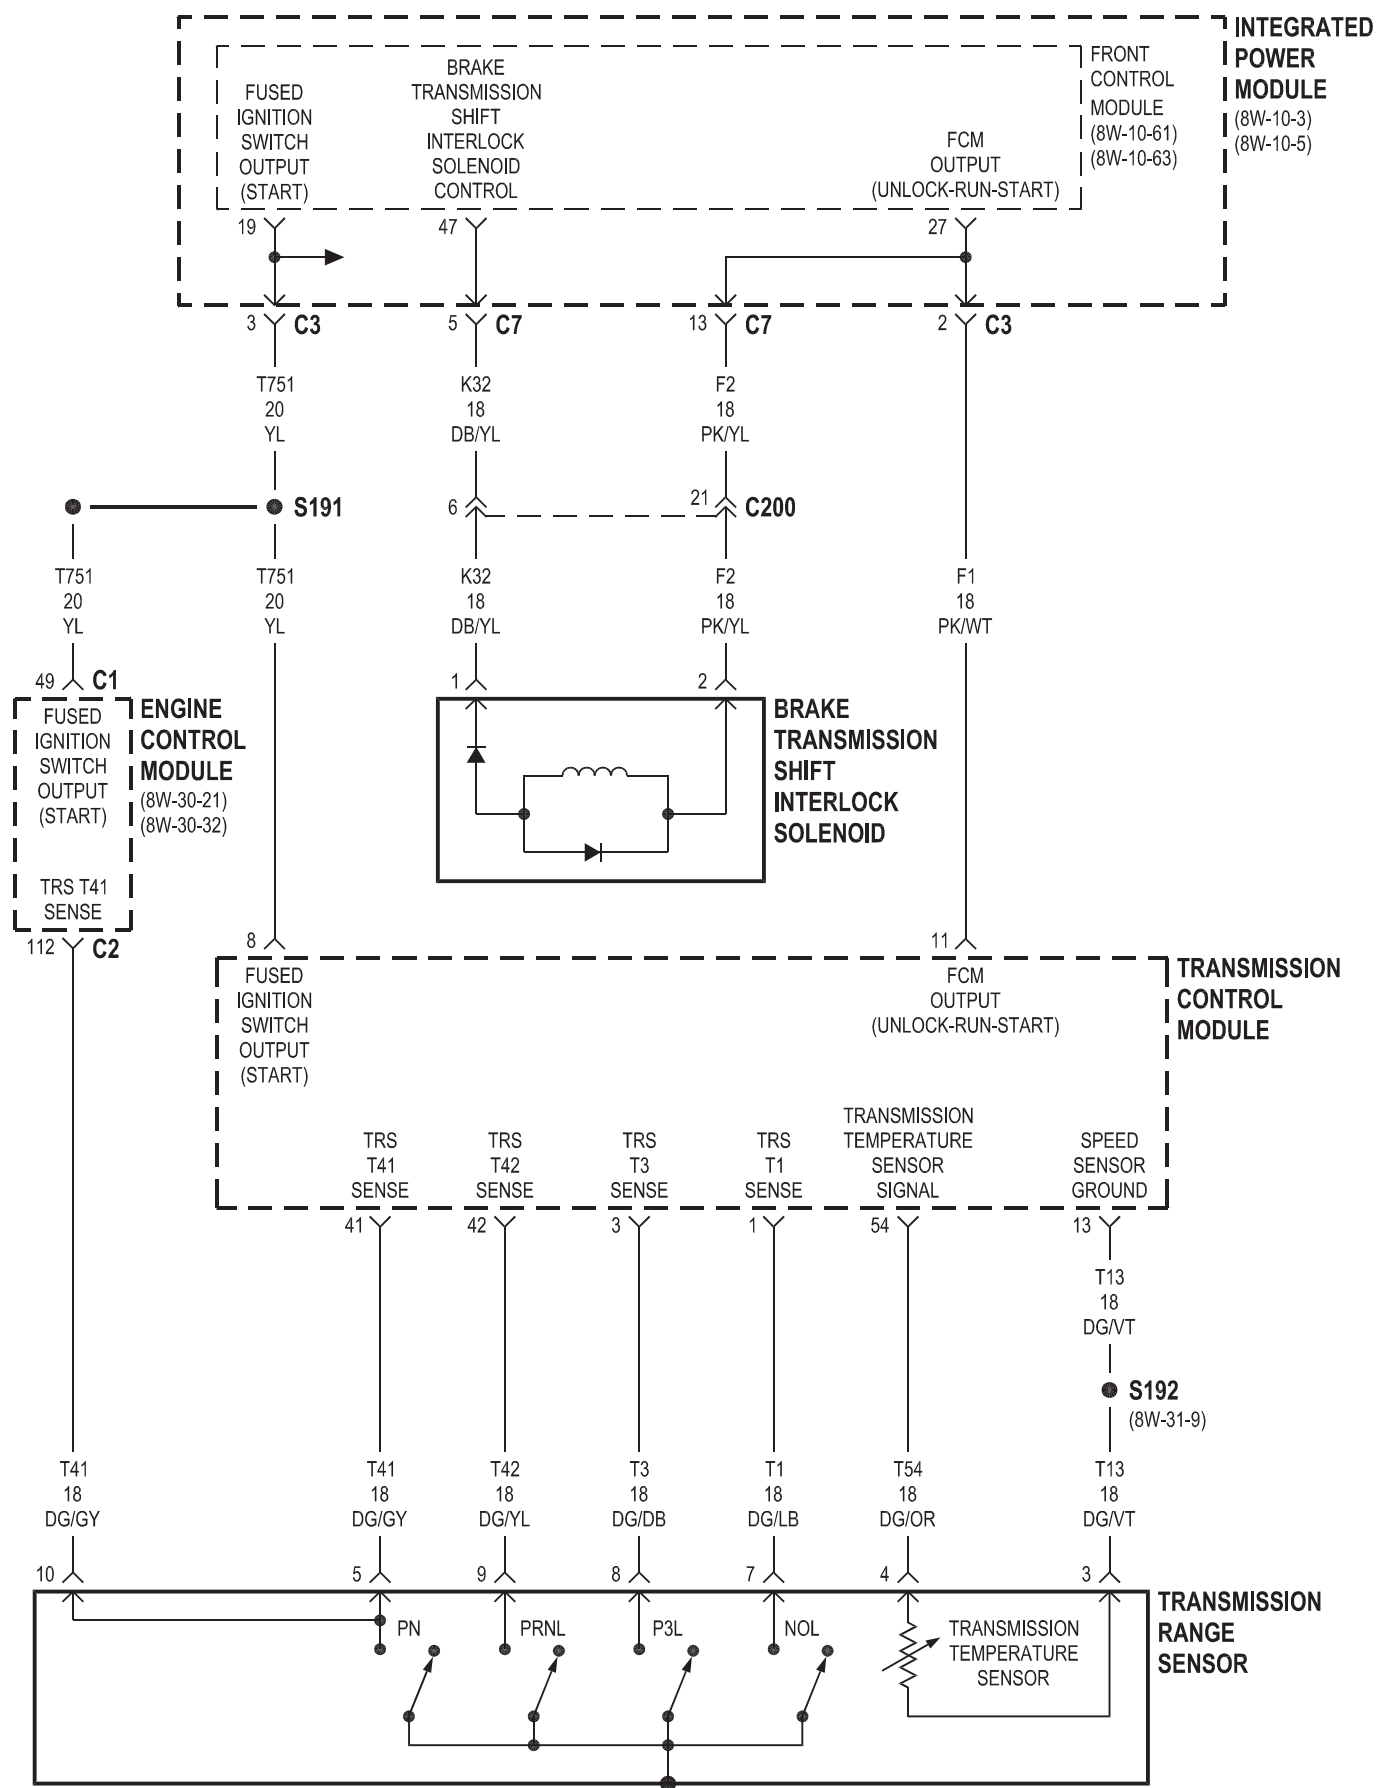 INTEGRATED
POWER
MODULE
(8W-10-3)
(8W-10-5)
FRONT
CONTROL
MODULE
(8W-10-61)
(8W-10-63)
FUSED
IGNITION
SWITCH
OUTPUT
(START)
BRAKE
TRANSMISSION
SHIFT
INTERLOCK
SOLENOID
CONTROL
FCM
OUTPUT
(UNLOCK-RUN-START)
19
47
27
3 C3
5 C7
13 C7
2 C3
T751
20
YL
K32
18
DB/YL
F2
18
PK/YL
S191
6
21
C200
T751
20
YL
T751
20
YL
K32
18
DB/YL
F2
18
PK/YL
F1
18
PK/WT
49 C1
1
2
ENGINE
CONTROL
MODULE
(8W-30-21)
(8W-30-32)
FUSED
IGNITION
SWITCH
OUTPUT
(START)
TRS T41
SENSE
112 C2
BRAKE
TRANSMISSION
SHIFT
INTERLOCK
SOLENOID
8
11
FUSED
IGNITION
SWITCH
OUTPUT
(START)
FCM
OUTPUT
(UNLOCK-RUN-START)
TRANSMISSION
CONTROL
MODULE
TRS
T41
SENSE
TRS
T42
SENSE
TRS
T3
SENSE
TRS
T1
SENSE
TRANSMISSION
TEMPERATURE
SENSOR
SIGNAL
SPEED
SENSOR
GROUND
41
42
3
1
54
13
T13
18
DG/VT
S192
(8W-31-9)
T41
18
DG/GY
T41
18
DG/GY
T42
18
DG/YL
T3
18
DG/DB
T1
18
DG/LB
T54
18
DG/OR
T13
18
DG/VT
10
5
9
8
7
4
3
PN
PRNL
P3L
NOL
TRANSMISSION
TEMPERATURE
SENSOR
TRANSMISSION
RANGE
SENSOR